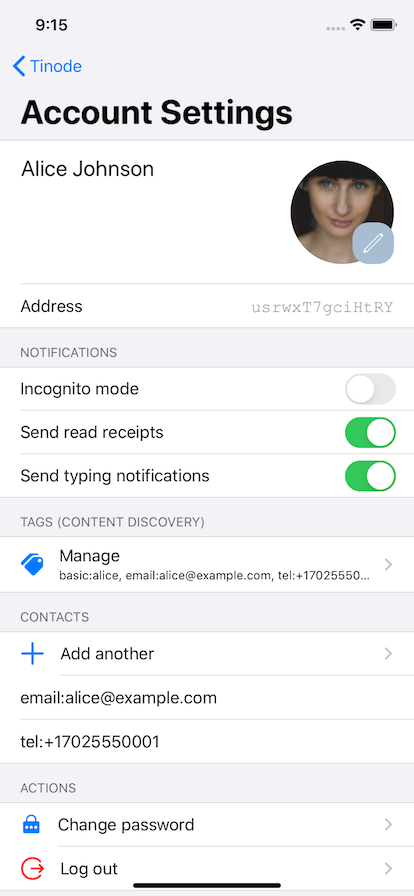 9:15
Tinode
Account Settings
Alice Johnson
Address usrwxT7gciHtRY
NOTIFICATIONS
Incognito mode
Send read receipts
Send typing notifications
TAGS (CONTENT DISCOVERY)
Manage
basic:alice, email:alice@example.com, tel:+17025550...
CONTACTS
Add another
email:alice@example.com
tel:+17025550001
ACTIONS
Change password
Log out